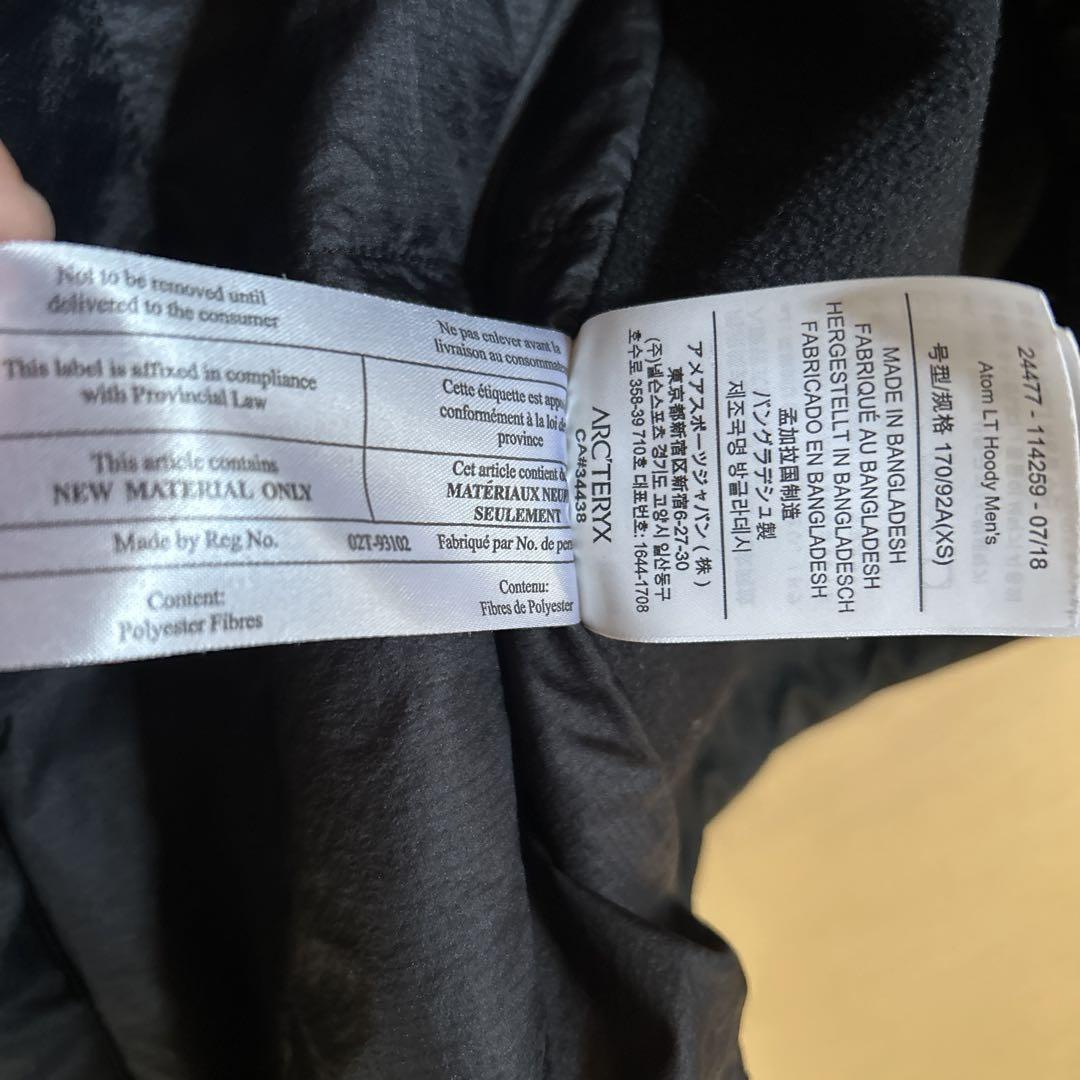 Not to be removed until
delivered to the consumer
Ne pas enlever avant la
livraison au
This label is affixed in compliance
with Provincial Law
Cette étiquette est
conformément à la loi de
province
This article contains
NEW MATERIAL ONLY
Cet article contient
MATÉRIAUX
SEULEMENT
Made by Reg No. 02T-93102 Fabriqué par No. de
Content:
Polyester Fibres
Contenu:
Fibres de Polyester
24477 - 114259 - 07/18
Atom LT Hoody Men's
号型/规格 170/92A(XS)
MADE IN BANGLADESH
FABRIQUÉ AU BANGLADESH
HERGESTELLT IN BANGLADESCH
FABRICADO EN BANGLADESH
孟加拉国制造
バングラデシュ製
제조국명 방글라데시
アメアスポーツジャパン(株)
東京都新宿区新宿6-27-30
(주)넬슨스포츠 경기도 고양시 일산동구
호수로 358-39 710호 대표번호: 1644-1708
ARC'TERYX
CA#34438